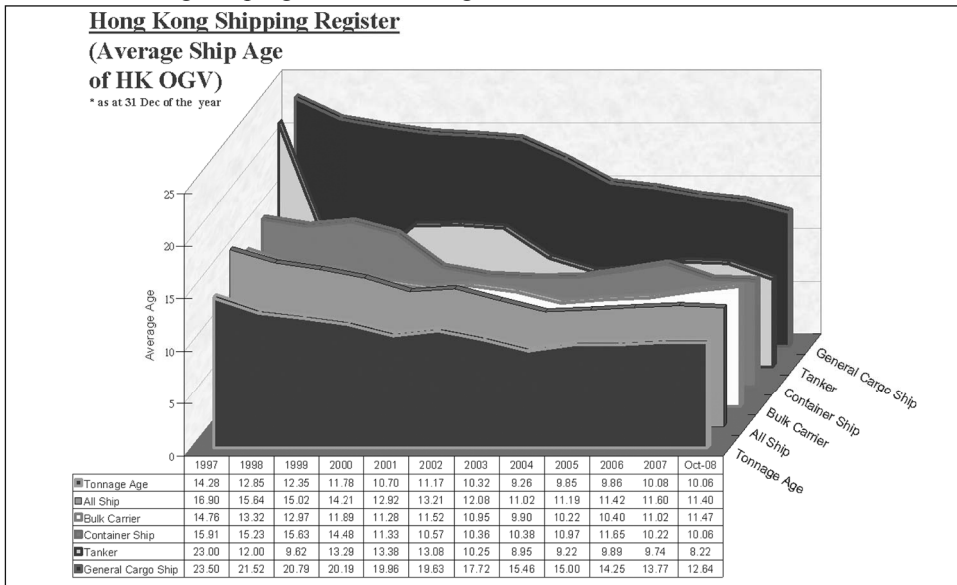 Hong Kong Shipping Register
(Average Ship Age
of HK OGV)
* as at 31 Dec of the year
25
20
15
10
5
0
Average Age
General Cargo Ship
Tanker
Container Ship
Bulk Carrier
All Ship
Tonnage Age
1997 1998 1999 2000 2001 2002 2003 2004 2005 2006 2007 Oct-08
Tonnage Age 14.28 12.85 12.35 11.78 10.70 11.17 10.32 9.26 9.85 9.86 10.08 10.06
All Ship 16.90 15.64 15.02 14.21 12.92 13.21 12.08 11.02 11.19 11.42 11.60 11.40
Bulk Carrier 14.76 13.32 12.97 11.89 11.28 11.52 10.95 9.90 10.22 10.40 11.02 11.47
Container Ship 15.91 15.23 15.63 14.48 11.33 10.57 10.36 10.38 10.97 11.65 10.22 10.06
Tanker 23.00 12.00 9.62 13.29 13.38 13.08 10.25 8.95 9.22 9.89 9.74 8.22
General Cargo Ship 23.50 21.52 20.79 20.19 19.96 19.63 17.72 15.46 15.00 14.25 13.77 12.64